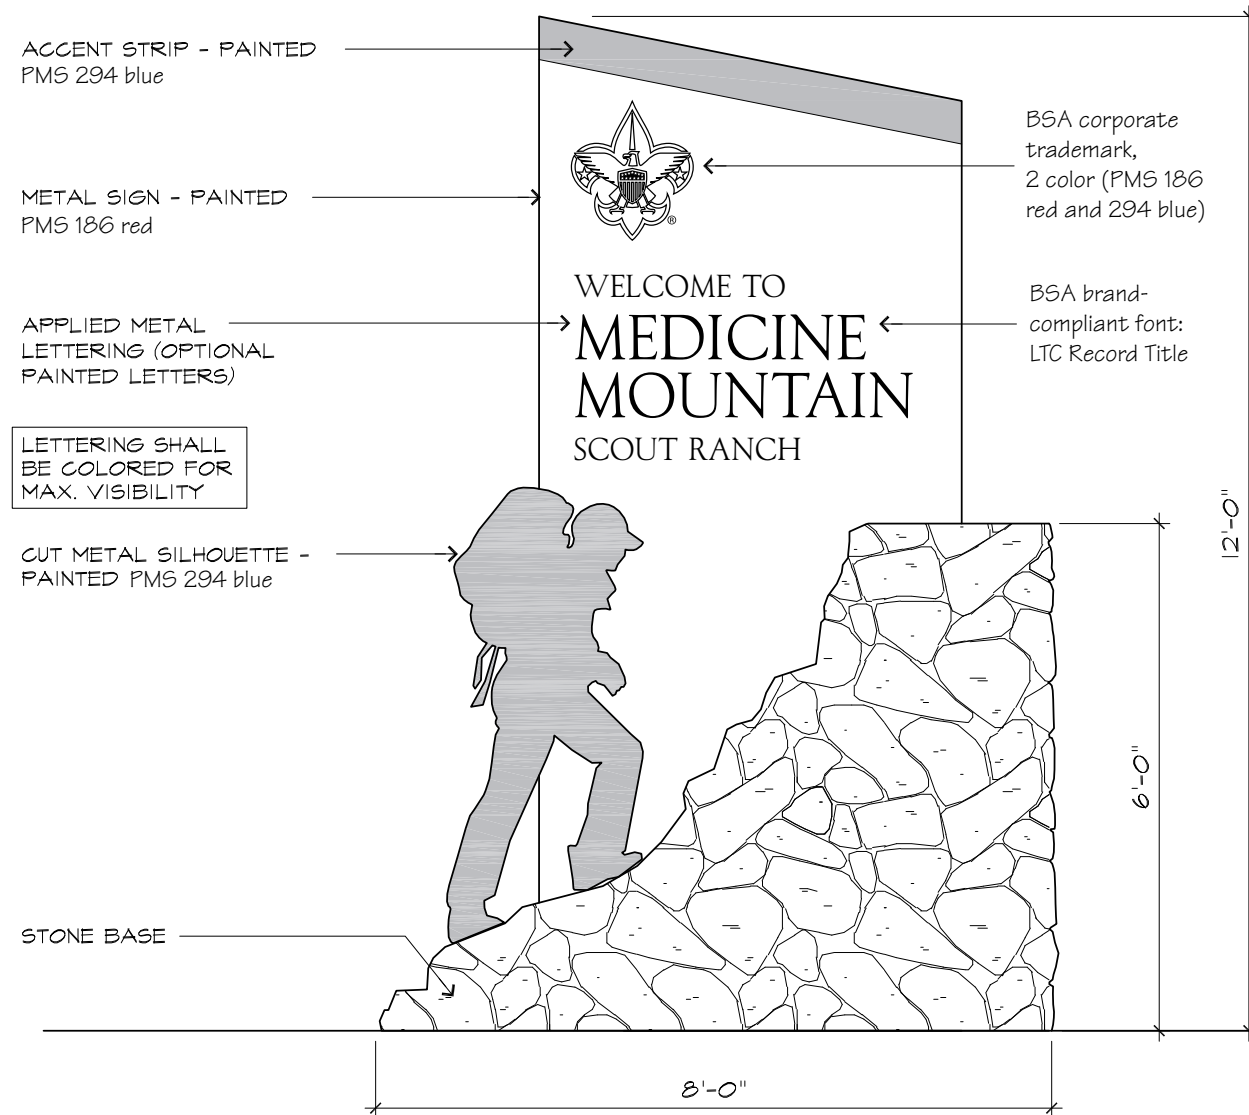 ACCENT STRIP - PAINTED
PMS 294 blue
METAL SIGN - PAINTED
PMS 186 red
APPLIED METAL
LETTERING (OPTIONAL
PAINTED LETTERS)
LETTERING SHALL
BE COLORED FOR
MAX. VISIBILITY
CUT METAL SILHOUETTE -
PAINTED PMS 294 blue
STONE BASE
®
WELCOME TO
MEDICINE
MOUNTAIN
SCOUT RANCH
BSA corporate
trademark,
2 color (PMS 186
red and 294 blue)
BSA brand-
compliant font:
LTC Record Title
12'-0"
6'-0"
8'-0"